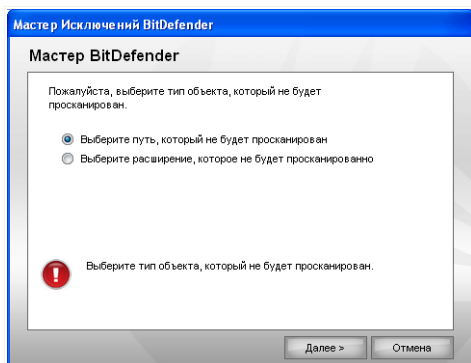 Мастер Исключений BitDefender
Мастер BitDefender
Пожалуйста, выберите тип объекта, который не будет
просканирован.
Выберите путь, который не будет просканирован
Выберите расширение, которое не будет просканированно
Выберите тип объекта, который не будет просканирован.
Далее >
Отмена